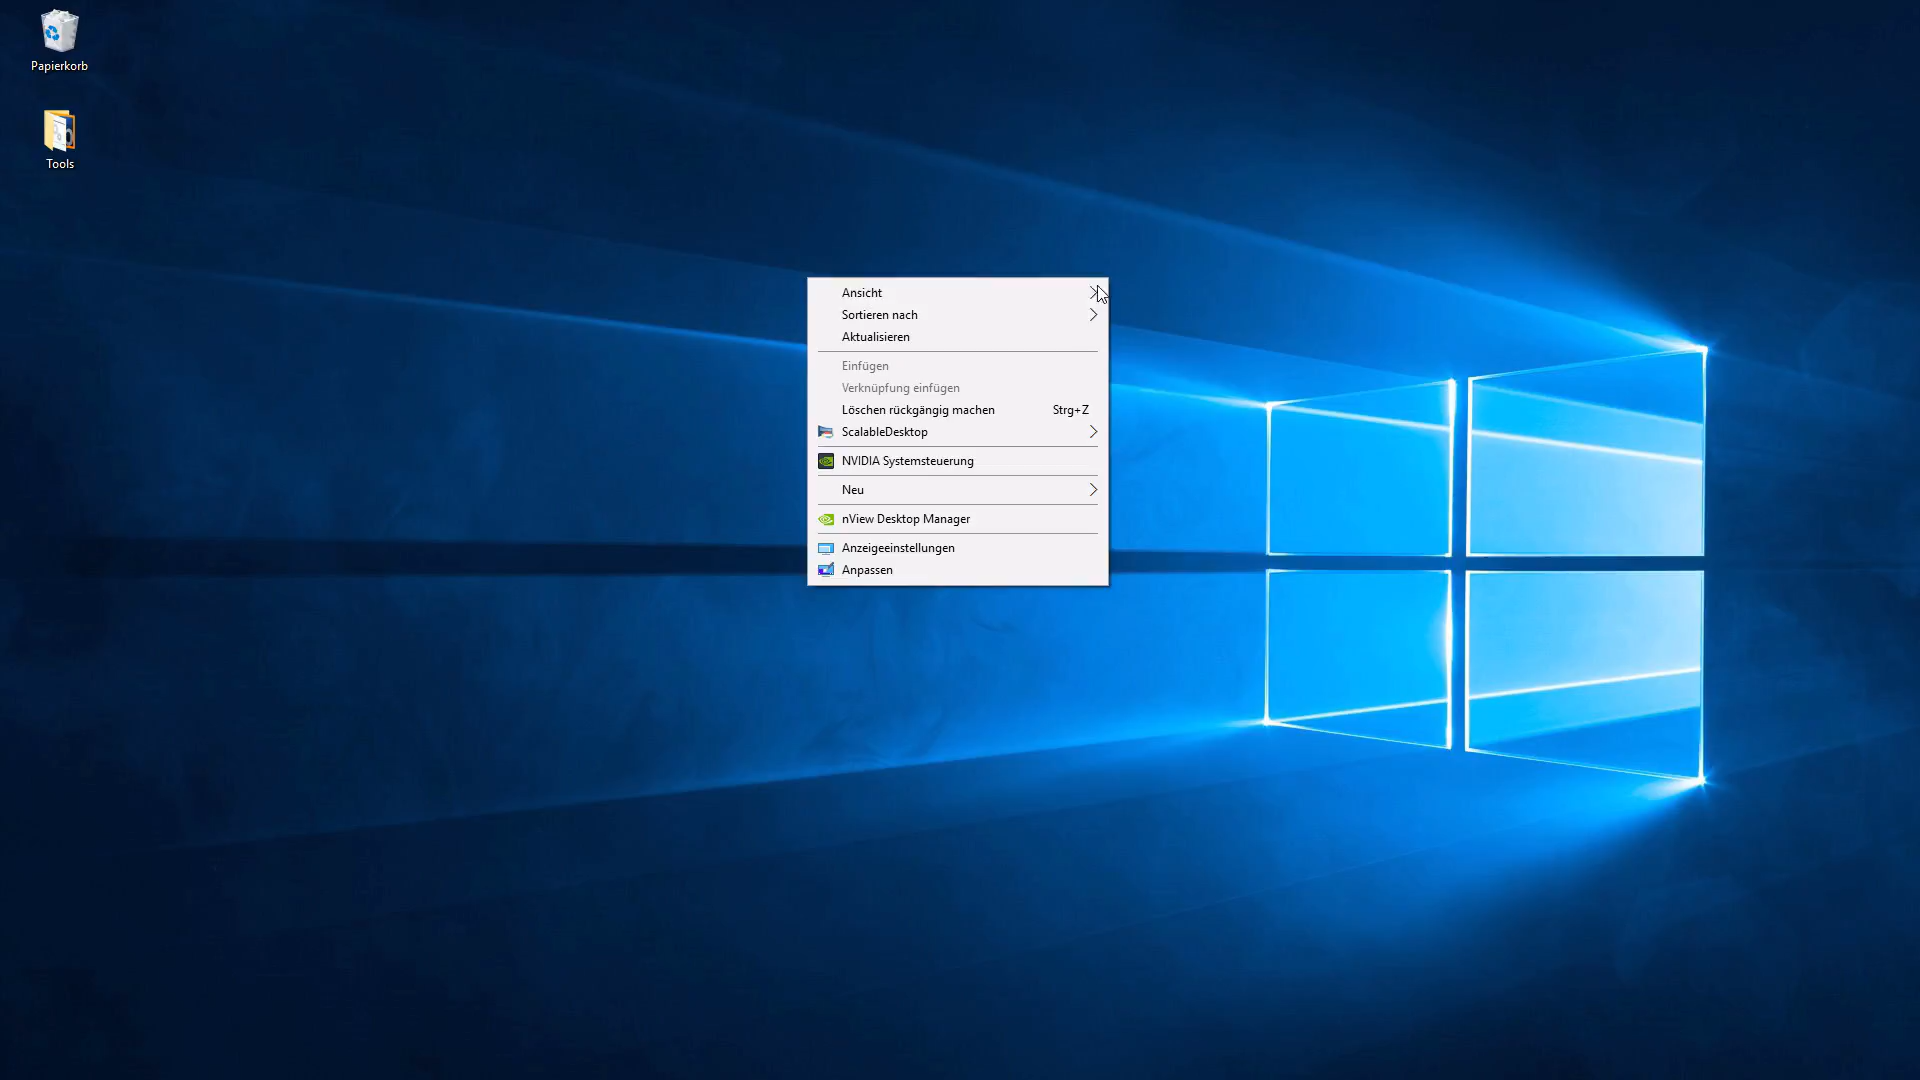 Papierkorb
Tools
Ansicht
Sortieren nach
Aktualisieren
Einfügen
Verknüpfung einfügen
Löschen rückgängig machen Strg+Z
ScalableDesktop
NVIDIA Systemsteuerung
Neu
nView Desktop Manager
Anzeigeeinstellungen
Anpassen